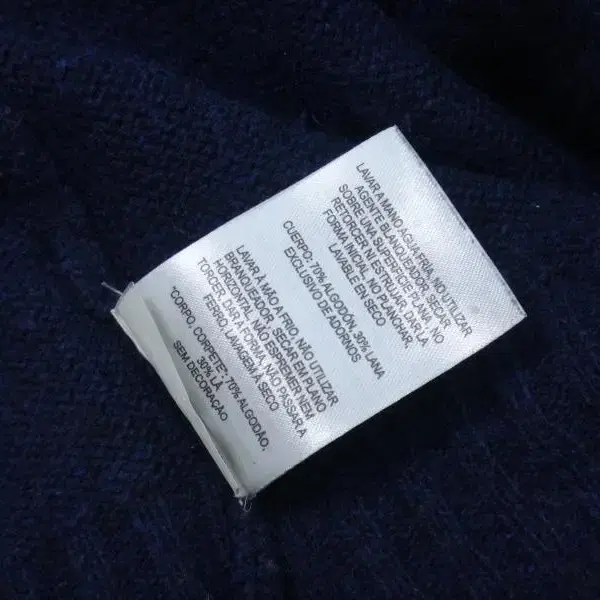 LAVAR A MANO AGUA FRIA, NO UTILIZAR
AGENTE BLANQUADOR, SECAR
SOBRE UNA SUPERFICIE PLANA, NO
RETORCER NI ESTRUJAR, DAR LA
FORMA INICIAL, NO PLANCHAR,
LAVABLE EN SECO
CUERPO: 70% ALGODÓN, 30% LANA
EXCLUSIVO DE ADORNOS
LAVAR À MÃO A FRIO, NÃO UTILIZAR
BRANQUEADOR, SECAR EM PLANO
HORIZONTAL, NÃO ESPREMER NEM
TORCER, DAR A FORMA, NÃO PASSAR A
FERRO, LAVAGEM A SECO
*CORPO, CORPETE*: 70% ALGODÃO,
30% LÃ
SEM DECORAÇÃO